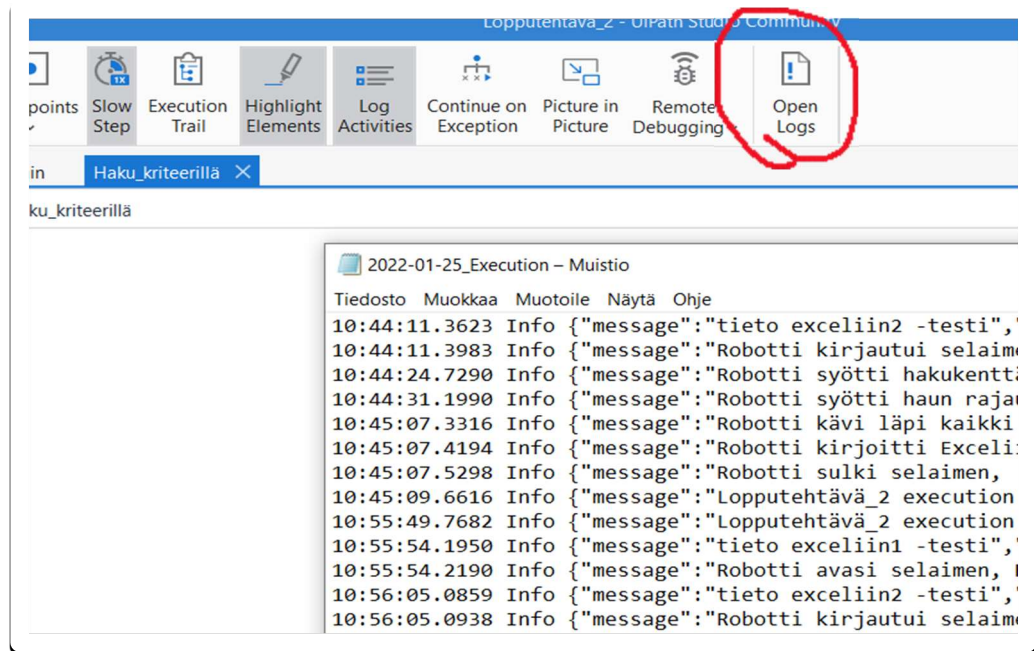 Lopputehtävä_2 - UiPath Studio Community
points Slow Step Execution Trail Highlight Elements Log Activities Continue on Exception Picture in Picture Remote Debugging Open Logs
in Haku_kriteerillä
ku_kriteerillä
2022-01-25_Execution – Muistio
Tiedosto Muokkaa Muotoile Näytä Ohje
10:44:11.3623 Info {"message":"tieto exceliin2 -testi","
10:44:11.3983 Info {"message":"Robotti kirjautui selaime
10:44:24.7290 Info {"message":"Robotti syötti hakukenttä
10:44:31.1990 Info {"message":"Robotti syötti haun rajau
10:45:07.3316 Info {"message":"Robotti kävi läpi kaikki
10:45:07.4194 Info {"message":"Robotti kirjoitti Excelii
10:45:07.5298 Info {"message":"Robotti sulki selaimen,
10:45:09.6616 Info {"message":"Lopputehtävä_2 execution
10:55:49.7682 Info {"message":"Lopputehtävä_2 execution
10:55:54.1950 Info {"message":"tieto exceliin1 -testi","
10:55:54.2190 Info {"message":"Robotti avasi selaimen,
10:56:05.0859 Info {"message":"tieto exceliin2 -testi","
10:56:05.0938 Info {"message":"Robotti kirjautui selaime